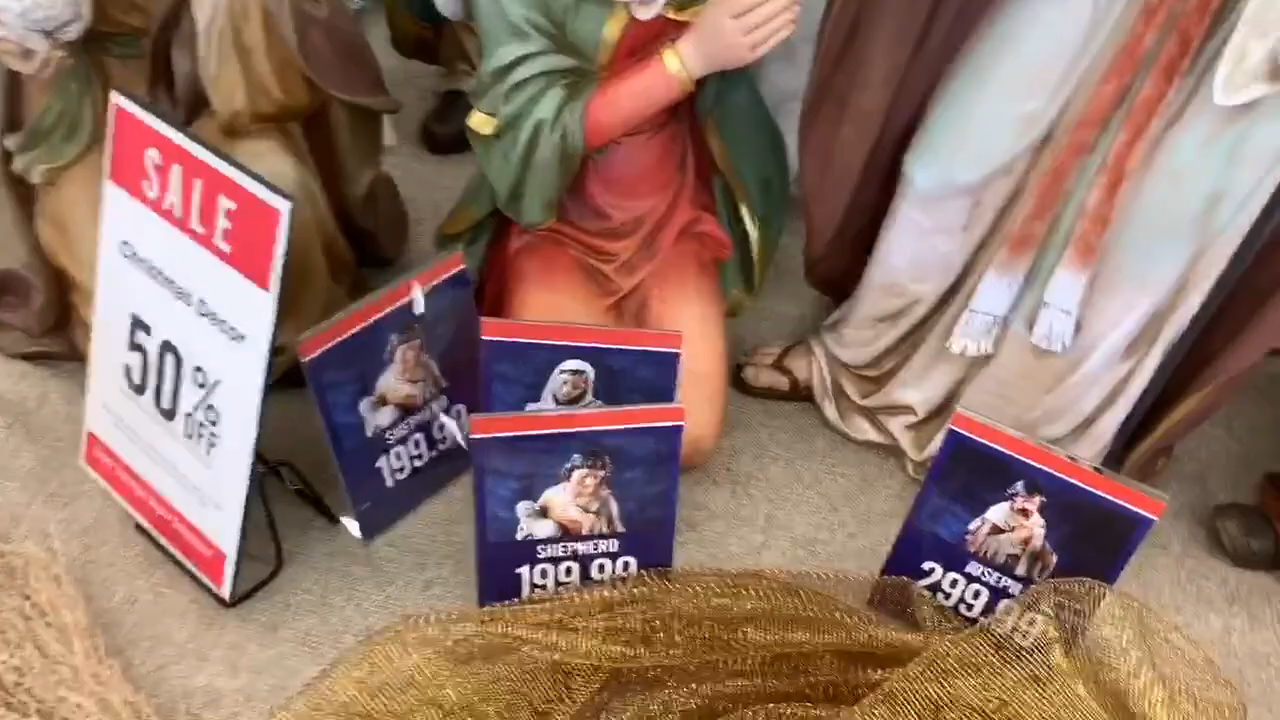 SALE
Christmas Decor
50%
OFF
SHEPHERD
199.99
SHEPHERD
199.99
JOSEPH
299.99